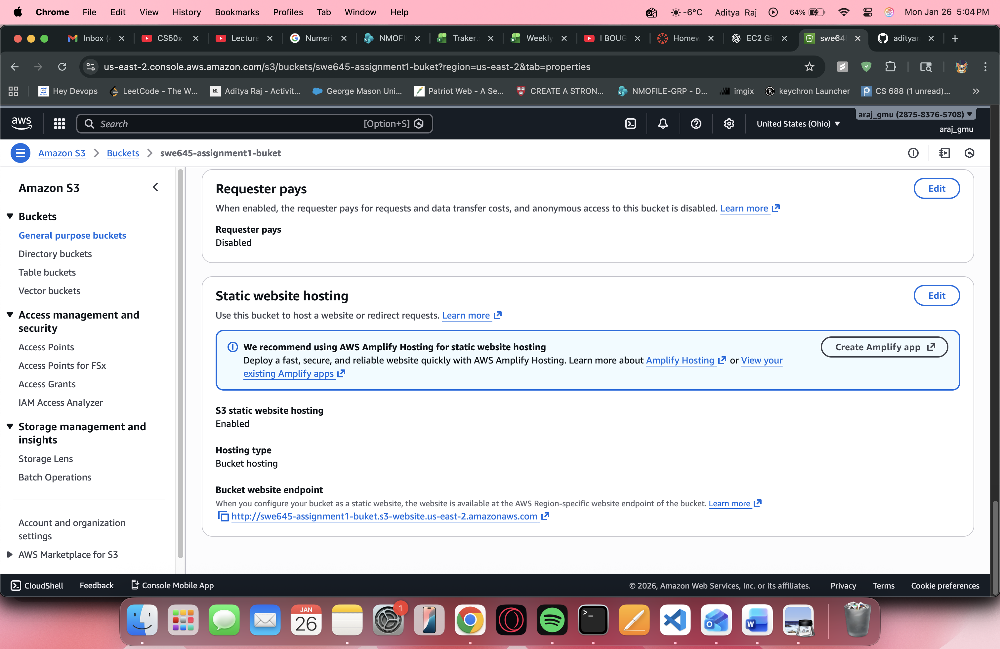 Chrome File Edit View History Bookmarks Profiles Tab Window Help -6°C Aditya Raj 64% Mon Jan 26 5:04 PM
Inbox ( CS50x Lecture Numeri NMOFI Traker. Weekly I BOUG Homew EC2 Gi swe64 adityar
us-east-2.console.aws.amazon.com/s3/buckets/swe645-assignment1-buket?region=us-east-2&tab=properties
Hey Devops LeetCode - The W... Aditya Raj - Activit... George Mason Uni... Patriot Web - A Se... CREATE A STRON... NMOFILE-GRP - D... imgix keychron Launcher CS 688 (1 unread)...
aws Search [Option+S] United States (Ohio) araj_gmu (2875-8376-5708)
araj_gmu
Amazon S3 Buckets swe645-assignment1-buket
Amazon S3
Buckets
General purpose buckets
Directory buckets
Table buckets
Vector buckets
Access management and
security
Access Points
Access Points for FSx
Access Grants
IAM Access Analyzer
Storage management and
insights
Storage Lens
Batch Operations
Account and organization
settings
AWS Marketplace for S3
Requester pays Edit
When enabled, the requester pays for requests and data transfer costs, and anonymous access to this bucket is disabled. Learn more
Requester pays
Disabled
Static website hosting Edit
Use this bucket to host a website or redirect requests. Learn more
We recommend using AWS Amplify Hosting for static website hosting Create Amplify app
Deploy a fast, secure, and reliable website quickly with AWS Amplify Hosting. Learn more about Amplify Hosting or View your
existing Amplify apps
S3 static website hosting
Enabled
Hosting type
Bucket hosting
Bucket website endpoint
When you configure your bucket as a static website, the website is available at the AWS Region-specific website endpoint of the bucket. Learn more
http://swe645-assignment1-buket.s3-website.us-east-2.amazonaws.com
CloudShell Feedback Console Mobile App © 2026, Amazon Web Services, Inc. or its affiliates. Privacy Terms Cookie preferences
JAN
26
1